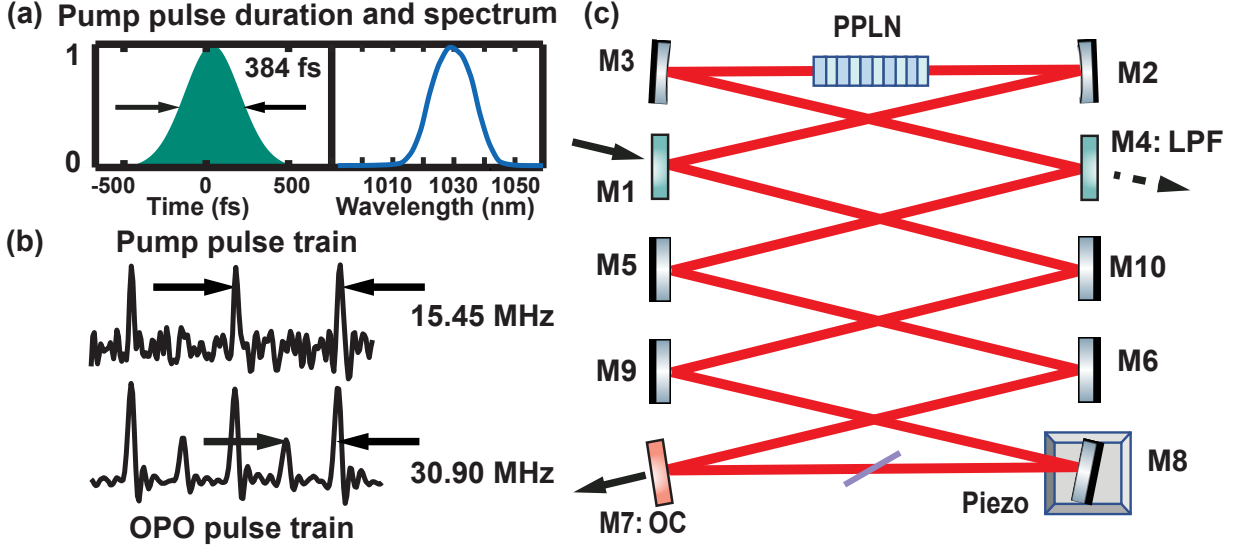 (a) Pump pulse duration and spectrum
1
384 fs
0
-500 0 500
1010 1030 1050
Time (fs)
Wavelength (nm)
(b) Pump pulse train
15.45 MHz
30.90 MHz
OPO pulse train
(c)
PPLN
M3
M2
M1
M4: LPF
M5
M10
M9
M6
M7: OC
Piezo
M8